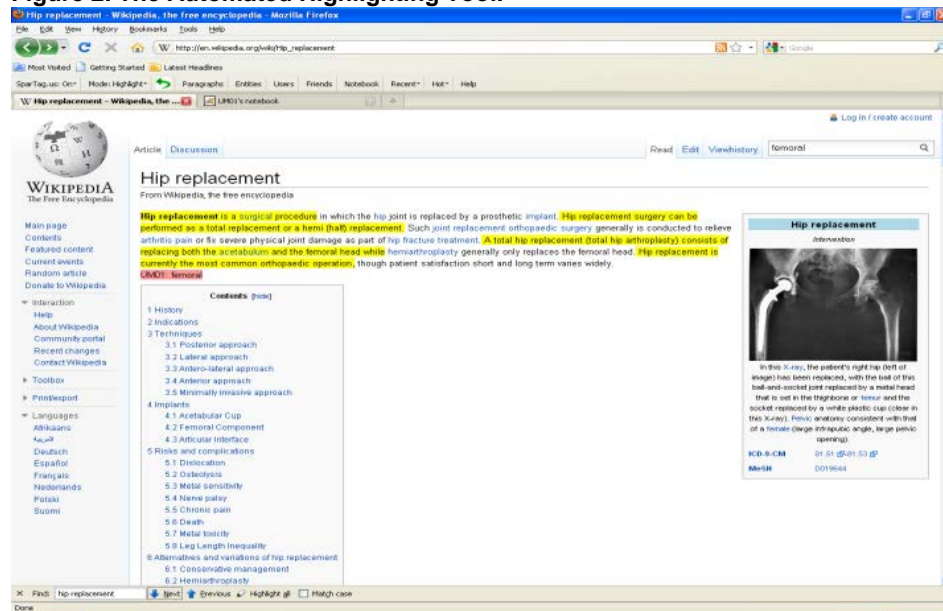 Figure 2. The Automated Highlighting Tool.
Hip replacement - Wikipedia, the free encyclopedia - Mozilla Firefox
File Edit View History Bookmarks Tools Help
http://en.wikipedia.org/wiki/Hip_replacement
Google
Most Visited Getting Started Latest Headlines
SparTag.us: On Mode: Highlight Paragraphs Entities Users Friends Notebook Recent Hot Help
Hip replacement - Wikipedia, the ... UMO1's notebook
Log in / create account
Article Discussion Read Edit View history femoral
WIKIPEDIA
The Free Encyclopedia
Main page
Contents
Featured content
Current events
Random article
Donate to Wikipedia
Interaction
Help
About Wikipedia
Community portal
Recent changes
Contact Wikipedia
Toolbox
Print/export
Languages
Afrikaans
العربية
Deutsch
Español
Français
Nederlands
Polski
Suomi
Hip replacement
From Wikipedia, the free encyclopedia
Hip replacement is a surgical procedure in which the hip joint is replaced by a prosthetic implant. Hip replacement surgery can be
performed as a total replacement or a hemi (half) replacement. Such joint replacement orthopaedic surgery generally is conducted to relieve
arthritis pain or fix severe physical joint damage as part of hip fracture treatment. A total hip replacement (total hip arthroplasty) consists of
replacing both the acetabulum and the femoral head while hemiarthroplasty generally only replaces the femoral head. Hip replacement is
currently the most common orthopaedic operation, though patient satisfaction short and long term varies widely.
UMO1: femoral
Contents [hide]
1 History
2 Indications
3 Techniques
3.1 Posterior approach
3.2 Lateral approach
3.3 Antero-lateral approach
3.4 Anterior approach
3.5 Minimally invasive approach
4 Implants
4.1 Acetabular Cup
4.2 Femoral Component
4.3 Articular Interface
5 Risks and complications
5.1 Dislocation
5.2 Osteolysis
5.3 Metal sensitivity
5.4 Nerve palsy
5.5 Chronic pain
5.6 Death
5.7 Metal toxicity
5.8 Leg Length Inequality
6 Alternatives and variations of hip replacement
6.1 Conservative management
6.2 Hemiarthroplasty
Hip replacement
Intervention
In this X-ray, the patient's right hip (left of
image) has been replaced, with the ball of this
ball-and-socket joint replaced by a metal head
that is set in the thighbone or femur and the
socket replaced by a white plastic cup (clear in
this X-ray). Pelvic anatomy consistent with that
of a female (large intrapubic angle, large pelvic
opening).
ICD-9-CM 81.51-81.53
MeSH D019644
Find: hip replacement Next Previous Highlight all Match case
Done